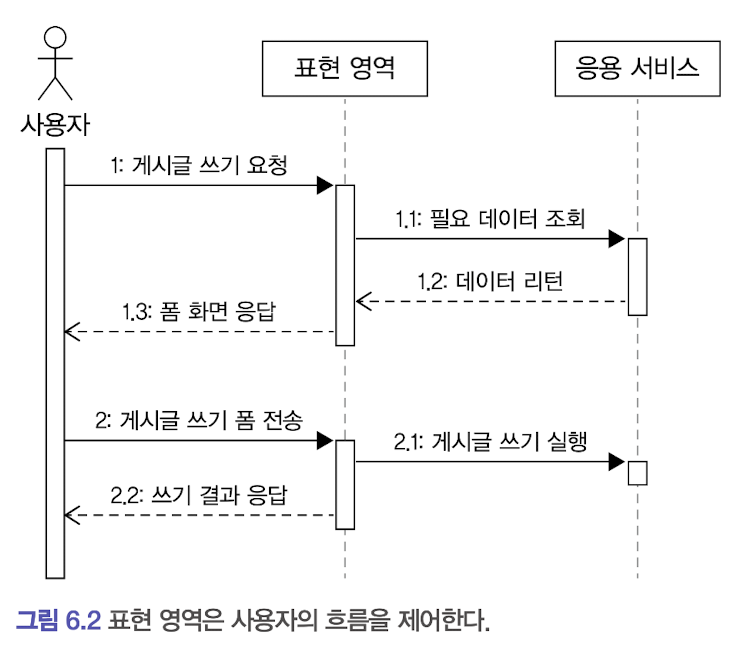 표현 영역
응용 서비스
사용자
1: 게시글 쓰기 요청
1.1: 필요 데이터 조회
1.2: 데이터 리턴
1.3: 폼 화면 응답
2: 게시글 쓰기 폼 전송
2.1: 게시글 쓰기 실행
2.2: 쓰기 결과 응답
그림 6.2 표현 영역은 사용자의 흐름을 제어한다.